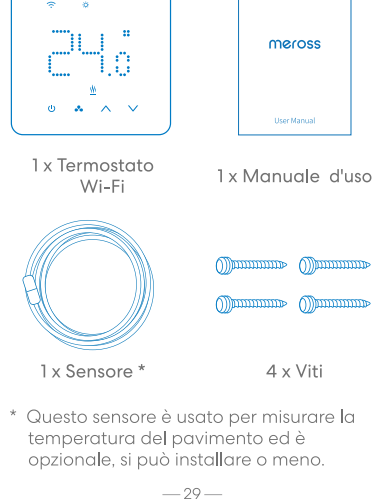 24.0
meross
User Manual
1 x Termostato
Wi-Fi
1 x Manuale d'uso
1 x Sensore *
4 x Viti
* Questo sensore è usato per misurare la
temperatura del pavimento ed è
opzionale, si può installare o meno.
—29—